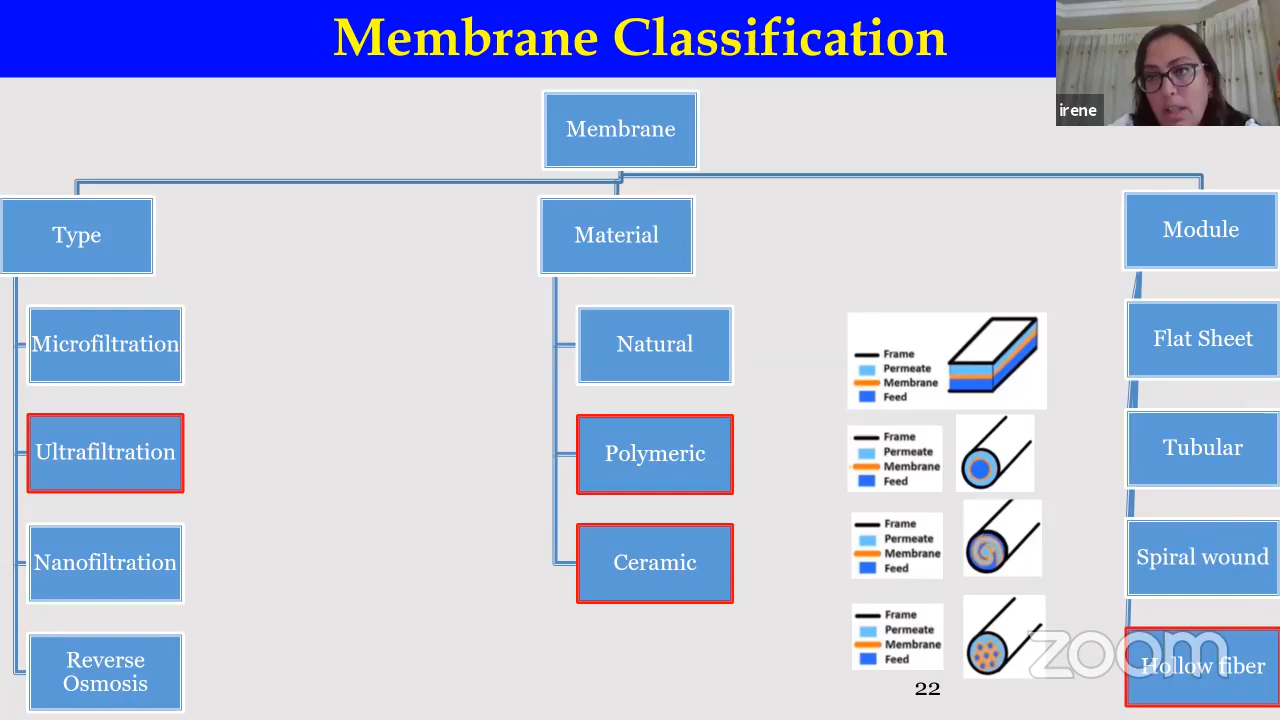 Membrane Classification
irene
Membrane
Type
Material
Module
Microfiltration
Natural
Flat Sheet
Frame
Permeate
Membrane
Feed
Ultrafiltration
Polymeric
Tubular
Frame
Permeate
Membrane
Feed
Nanofiltration
Ceramic
Spiral wound
Frame
Permeate
Membrane
Feed
Reverse
Osmosis
Hollow fiber
Frame
Permeate
Membrane
Feed
zoom
22